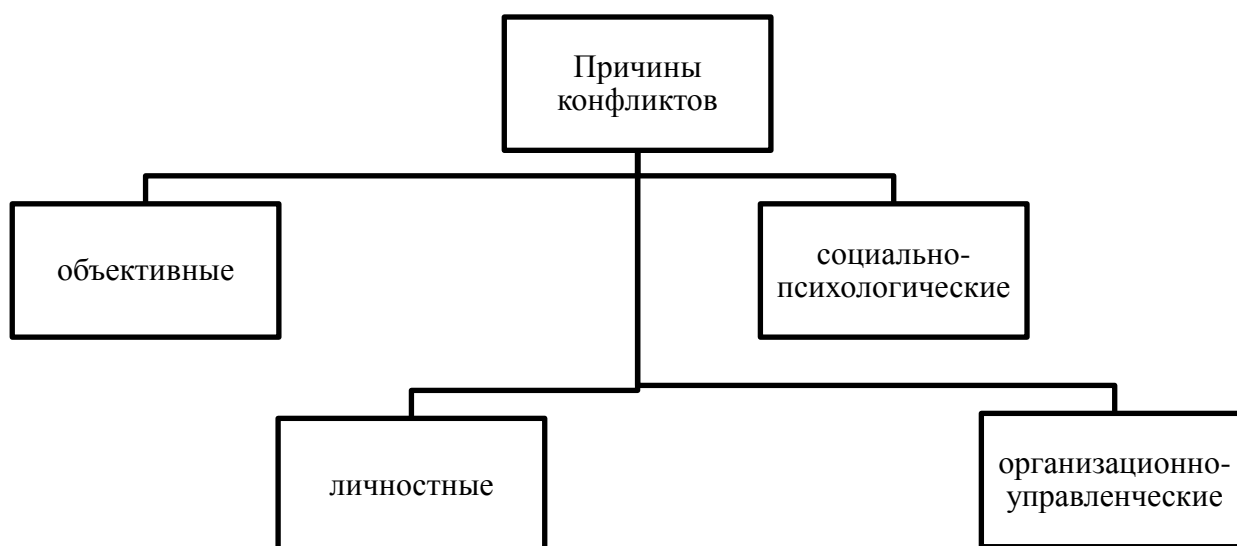 Причины
конфликтов
объективные
социально-
психологические
личностные
организационно-
управленческие